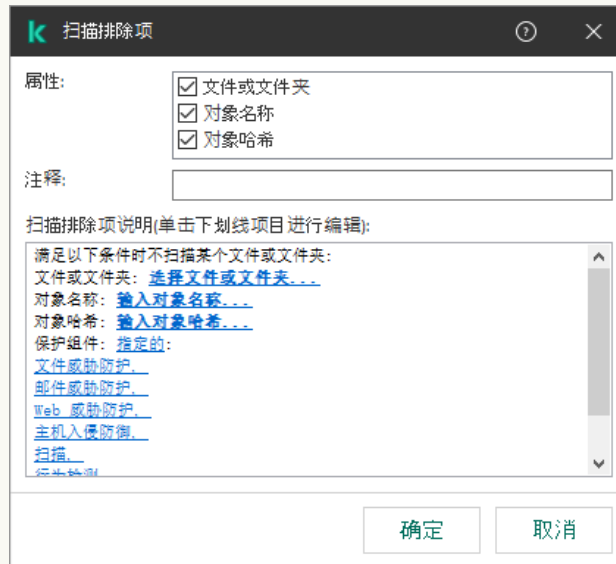 扫描排除项
属性:
文件或文件夹
对象名称
对象哈希
注释:
扫描排除项说明(单击下划线项目进行编辑):
满足以下条件时不扫描某个文件或文件夹:
文件或文件夹: 选择文件或文件夹...
对象名称: 输入对象名称...
对象哈希: 输入对象哈希...
保护组件: 指定的:
文件威胁防护,
邮件威胁防护,
Web 威胁防护,
主机入侵防御,
扫描,
行为检测
确定 取消